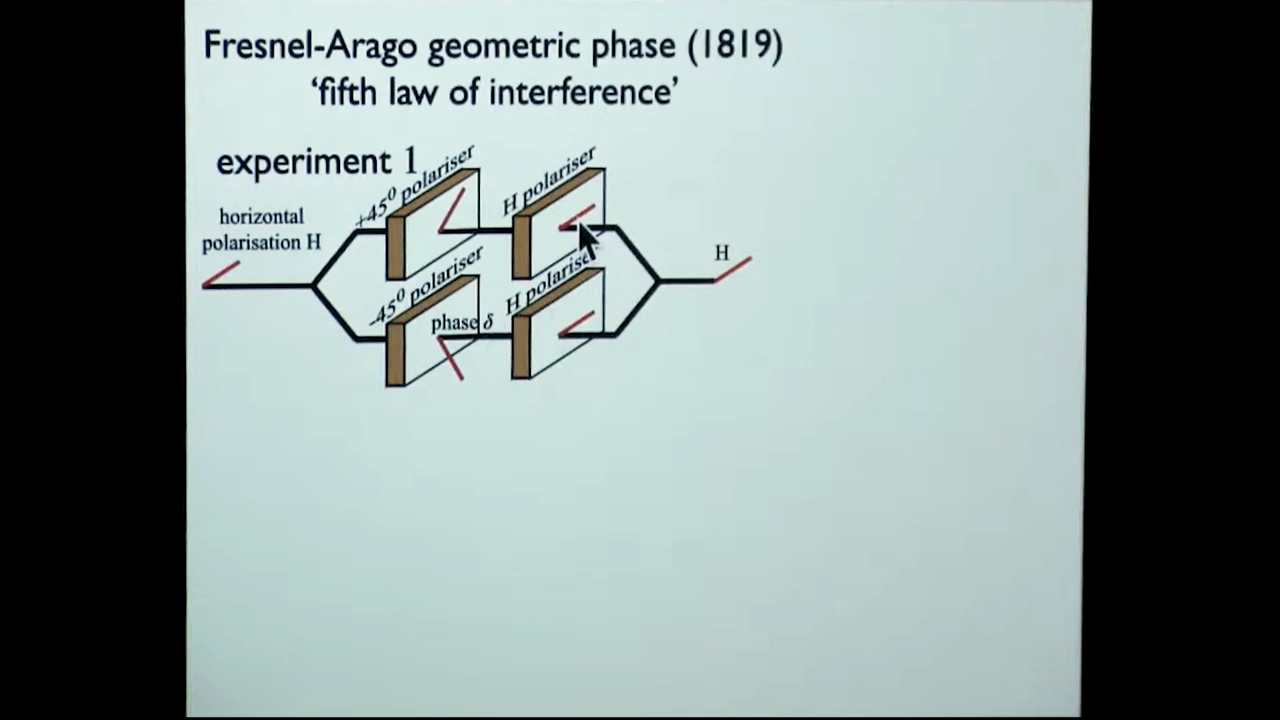 Fresnel-Arago geometric phase (1819)
‘fifth law of interference’
experiment 1
+45⁰ polariser
H polariser
horizontal
polarisation H
H
-45⁰ polariser
H polariser
phase δ